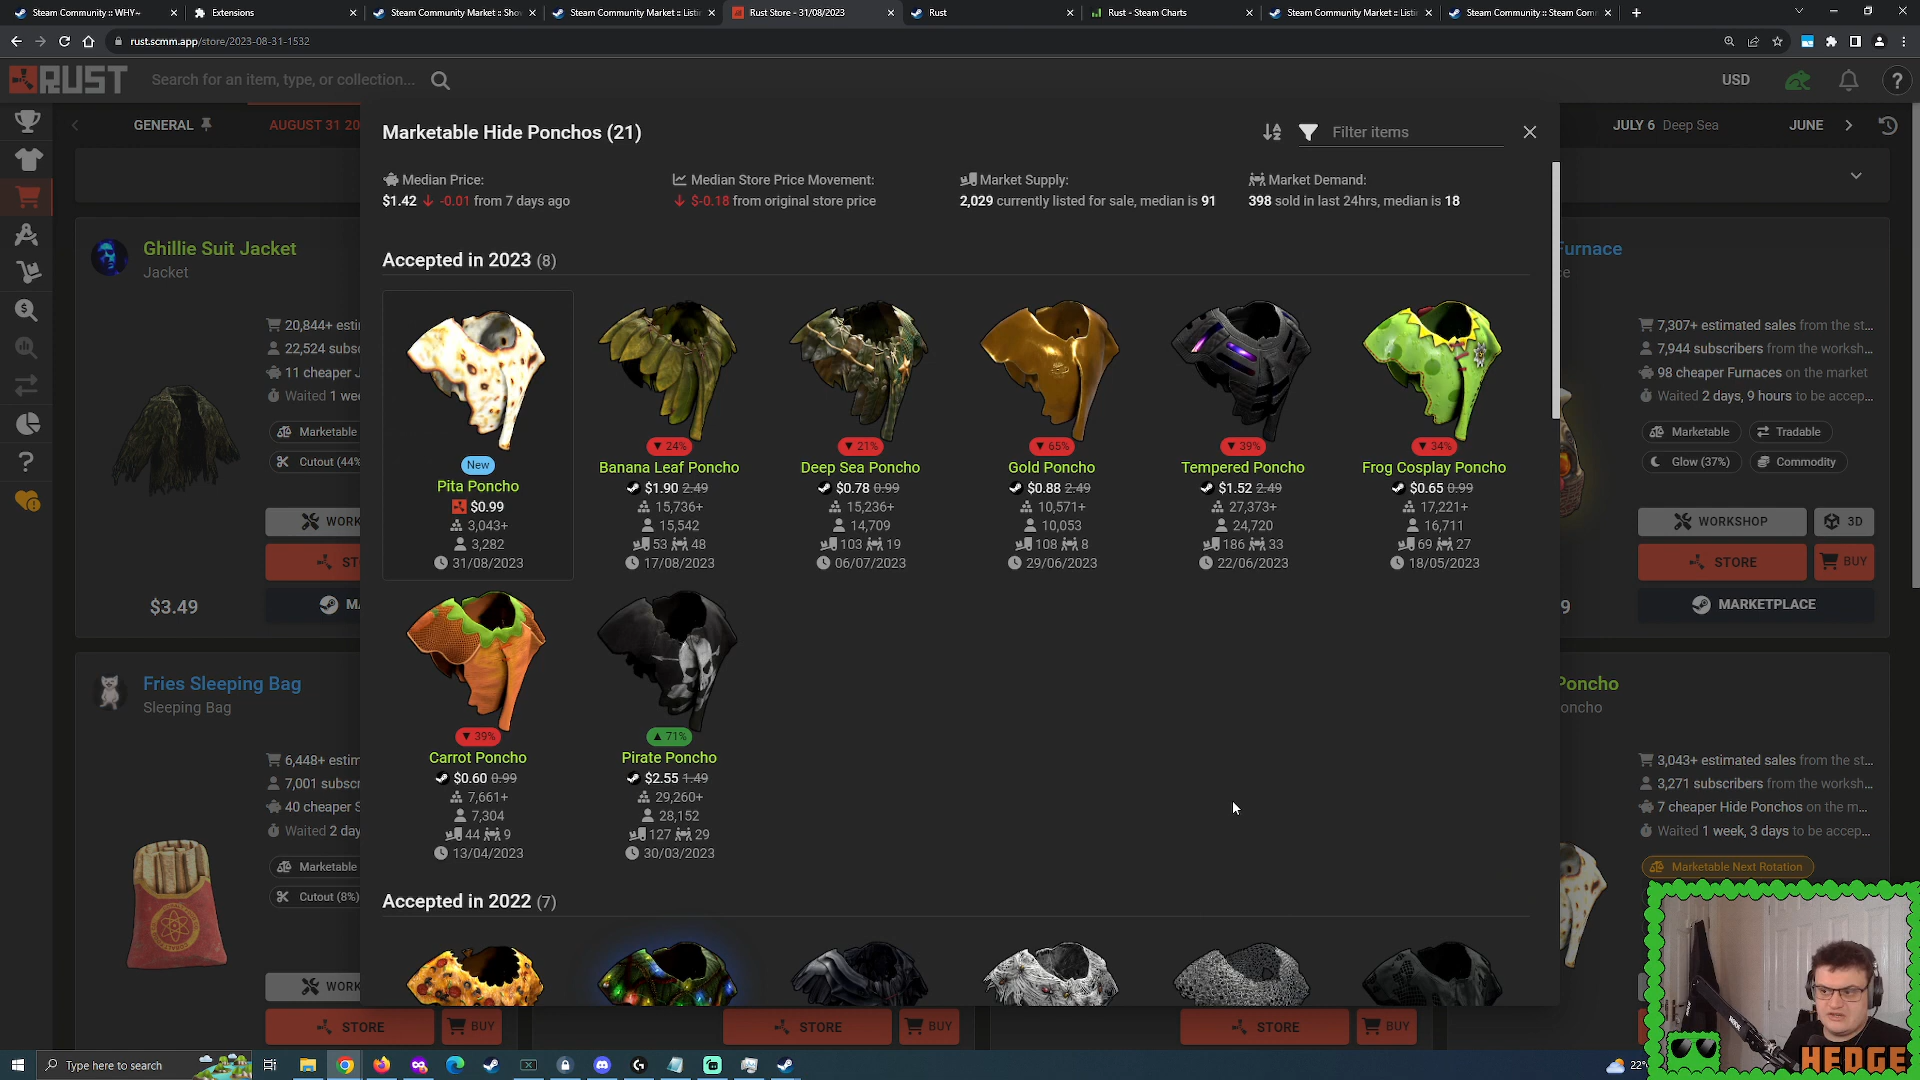 Steam Community :: WHY~
Extensions
Steam Community Market :: Sho
Steam Community Market :: Listi
Rust Store - 31/08/2023
Rust
Rust - Steam Charts
Steam Community Market :: Listi
Steam Community :: Steam Com
rust.scmm.app/store/2023-08-31-1532
RUST
Search for an item, type, or collection...
USD
GENERAL
AUGUST 31 20
JULY 6 Deep Sea
JUNE
Marketable Hide Ponchos (21)
Filter items
Median Price:
$1.42 -0.01 from 7 days ago
Median Store Price Movement:
$-0.18 from original store price
Market Supply:
2,029 currently listed for sale, median is 91
Market Demand:
398 sold in last 24hrs, median is 18
Accepted in 2023 (8)
New
Pita Poncho
$0.99
3,043+
3,282
31/08/2023
24%
Banana Leaf Poncho
$1.90 2.49
15,736+
15,542
53 48
17/08/2023
21%
Deep Sea Poncho
$0.78 0.99
15,236+
14,709
103 19
06/07/2023
65%
Gold Poncho
$0.88 2.49
10,571+
10,053
108 8
29/06/2023
39%
Tempered Poncho
$1.52 2.49
27,373+
24,720
186 33
22/06/2023
34%
Frog Cosplay Poncho
$0.65 0.99
17,221+
16,711
69 27
18/05/2023
39%
Carrot Poncho
$0.60 0.99
7,661+
7,304
44 9
13/04/2023
71%
Pirate Poncho
$2.55 1.49
29,260+
28,152
127 29
30/03/2023
Accepted in 2022 (7)
Ghillie Suit Jacket
Jacket
20,844+ esti
22,524 subs
11 cheaper J
Waited 1 we
Marketable
Cutout (44%
WORK
ST
$3.49
MA
Fries Sleeping Bag
Sleeping Bag
6,448+ estim
7,001 subsc
40 cheaper S
Waited 2 day
Marketable
Cutout (8%)
WORK
STORE
BUY
STORE
BUY
STORE
BUY
Furnace
ce
7,307+ estimated sales from the st...
7,944 subscribers from the worksh...
98 cheaper Furnaces on the market
Waited 2 days, 9 hours to be accep...
Marketable
Tradable
Glow (37%)
Commodity
WORKSHOP
3D
STORE
BUY
9
MARKETPLACE
Poncho
oncho
3,043+ estimated sales from the st...
3,271 subscribers from the worksh...
7 cheaper Hide Ponchos on the m...
Waited 1 week, 3 days to be accep...
Marketable Next Rotation
HEDGE
Type here to search
22°